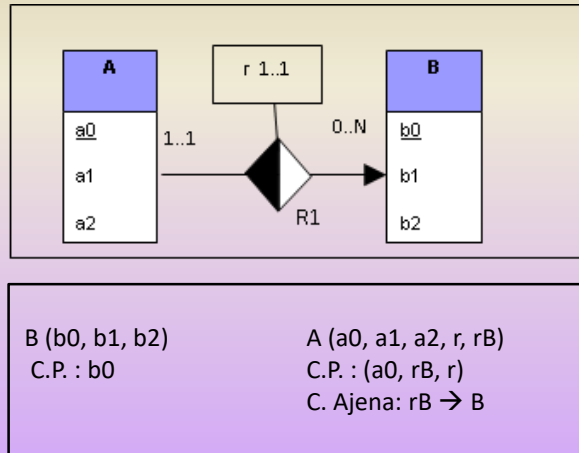 A
r 1..1
B
a0
1..1
0..N
b0
a1
b1
a2
R1
b2
B (b0, b1, b2)
C.P. : b0
A (a0, a1, a2, r, rB)
C.P. : (a0, rB, r)
C. Ajena: rB → B